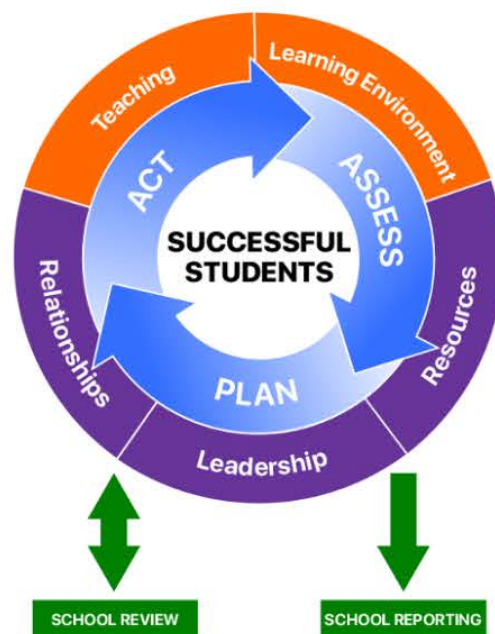 Teaching
Learning Environment
ACT
ASSESS
SUCCESSFUL
STUDENTS
Relationships
Resources
PLAN
Leadership
SCHOOL REVIEW
SCHOOL REPORTING